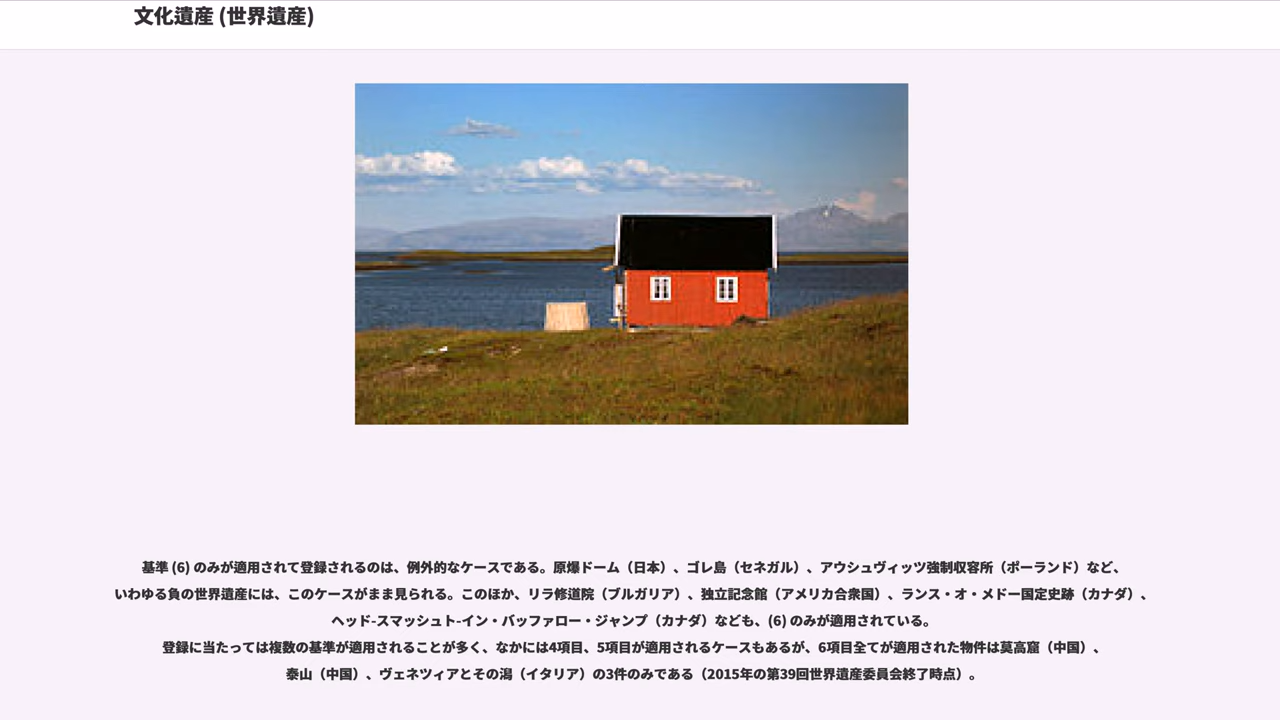 文化遺産 (世界遺産)
基準 (6) のみが適用されて登録されるのは、例外的なケースである。原爆ドーム（日本）、ゴレ島（セネガル）、アウシュヴィッツ強制収容所（ポーランド）など、
いわゆる負の世界遺産には、このケースがまま見られる。このほか、リラ修道院（ブルガリア）、独立記念館（アメリカ合衆国）、ランス・オ・メドー国定史跡（カナダ）、
ヘッド-スマッシュト-イン・バッファロー・ジャンプ（カナダ）なども、(6) のみが適用されている。
登録に当たっては複数の基準が適用されることが多く、なかには4項目、5項目が適用されるケースもあるが、6項目全てが適用された物件は莫高窟（中国）、
泰山（中国）、ヴェネツィアとその潟（イタリア）の3件のみである（2015年の第39回世界遺産委員会終了時点）。